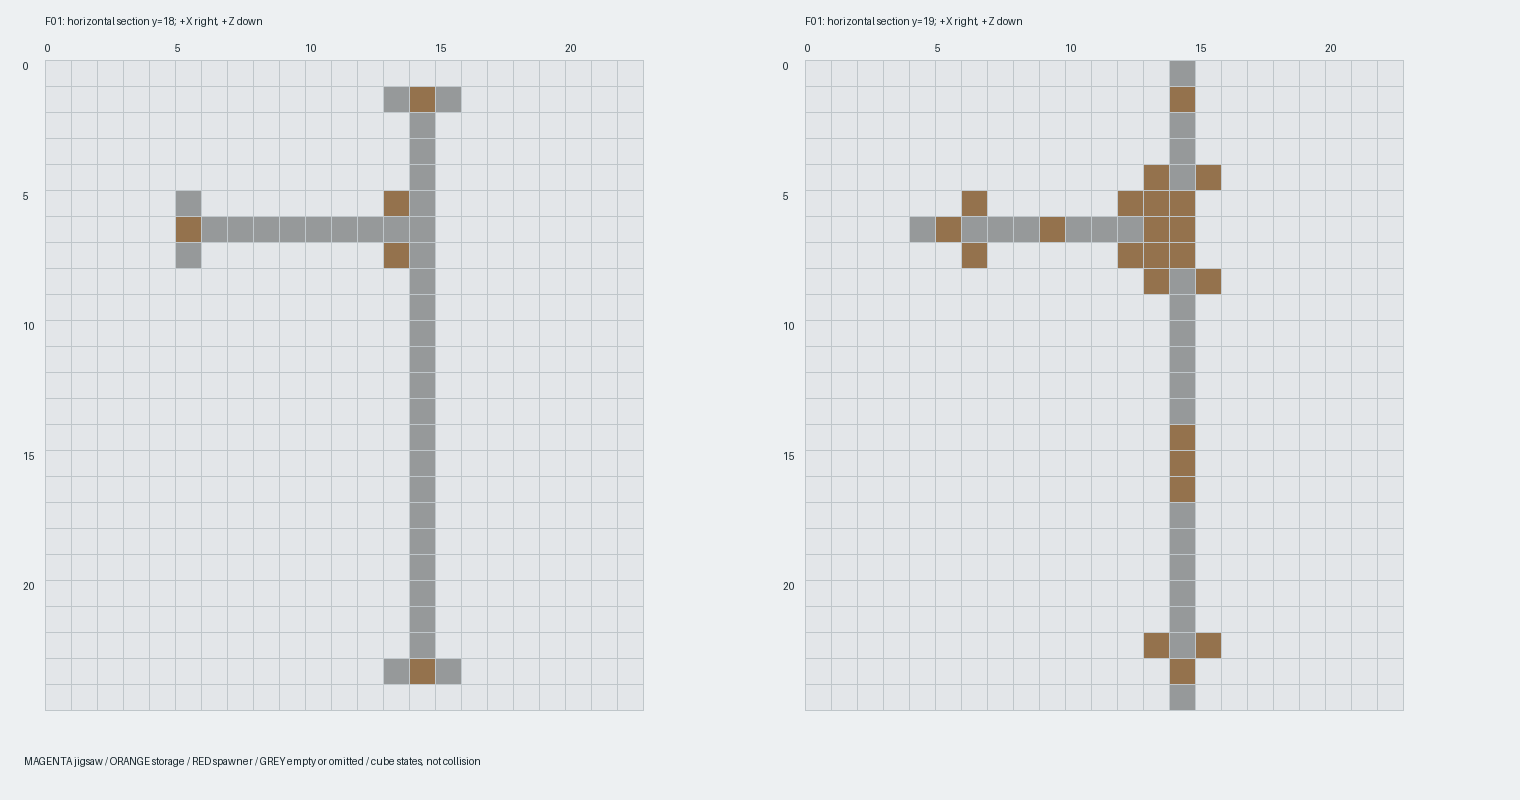 F01: horizontal section y=18; +X right, +Z down
F01: horizontal section y=19; +X right, +Z down
0 5 10 15 20
0 5 10 15 20
0
5
10
15
20
0
5
10
15
20
MAGENTA jigsaw / ORANGE storage / RED spawner / GREY empty or omitted / cube states, not collision